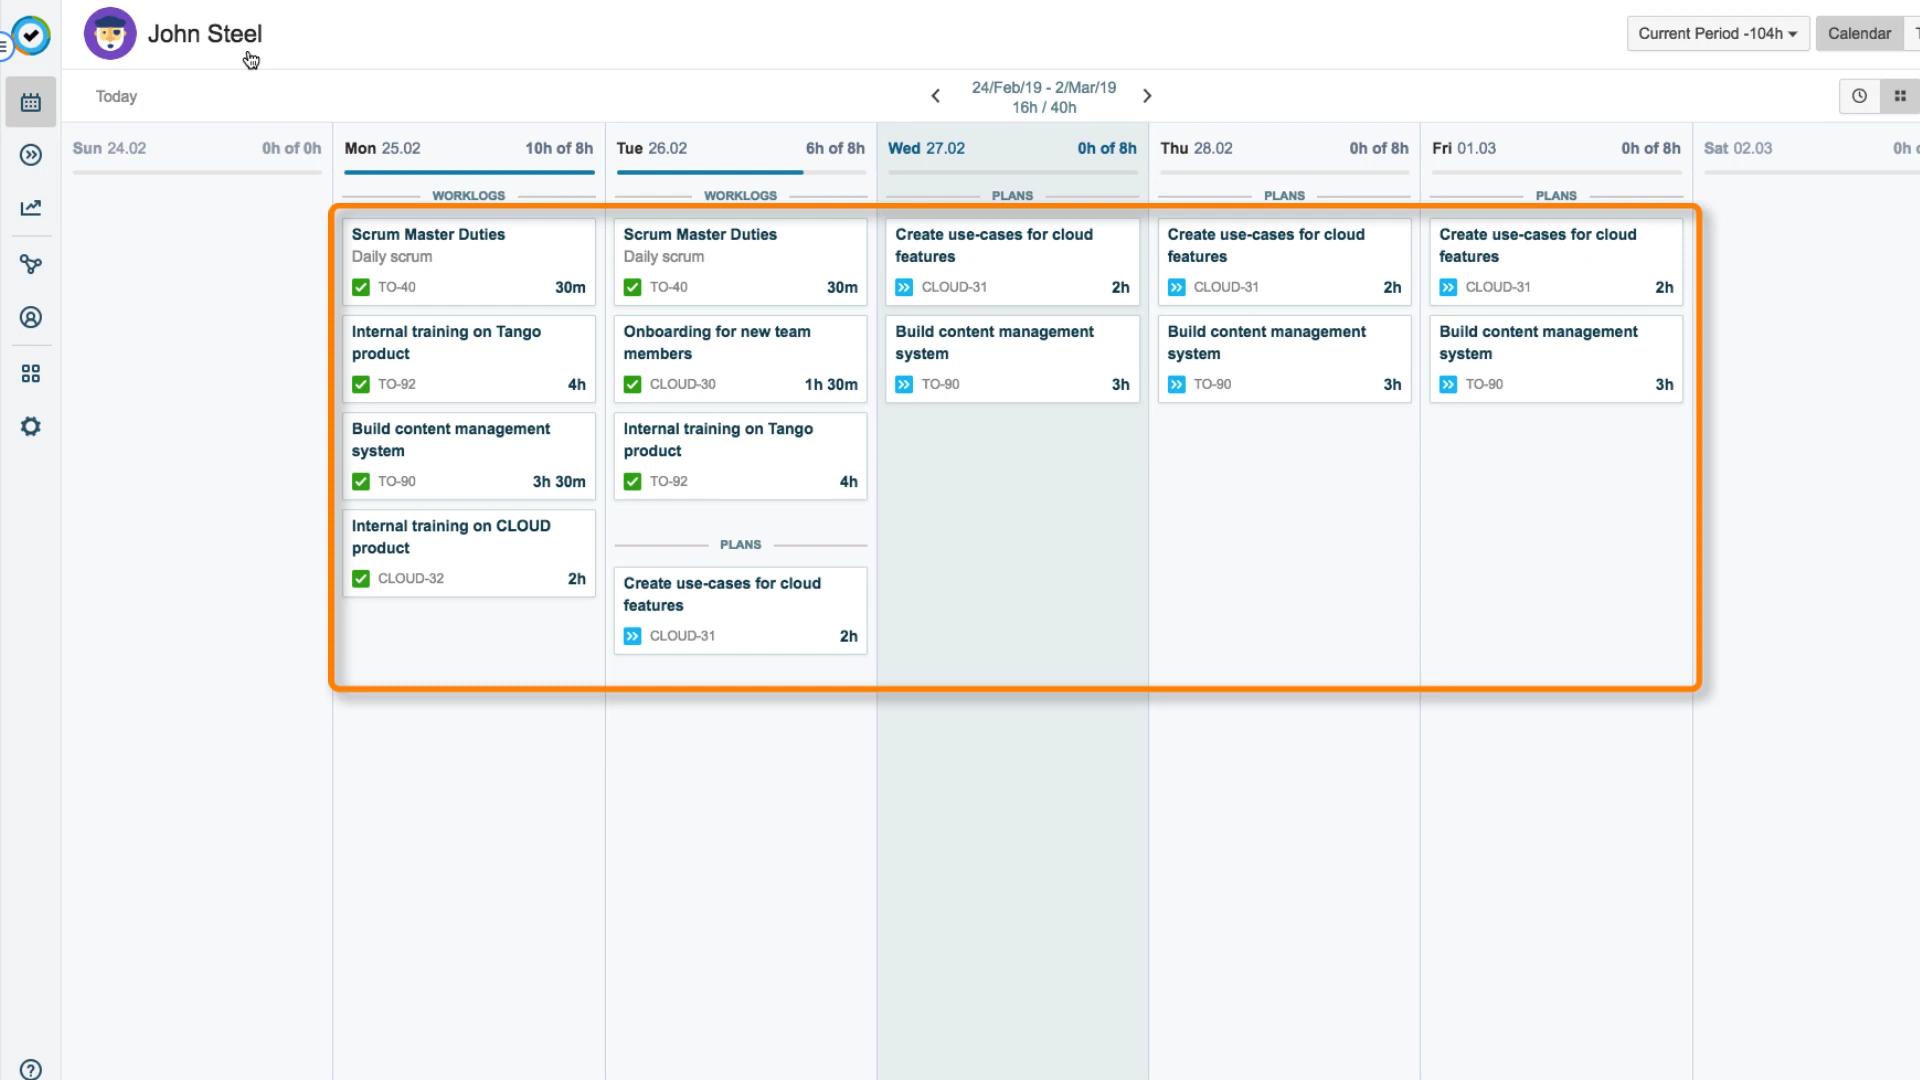 John Steel
Current Period -104h
Calendar
Today
24/Feb/19 - 2/Mar/19
16h / 40h
Sun 24.02 0h of 0h
Mon 25.02 10h of 8h
Tue 26.02 6h of 8h
Wed 27.02 0h of 8h
Thu 28.02 0h of 8h
Fri 01.03 0h of 8h
Sat 02.03 0h
WORKLOGS
Scrum Master Duties
Daily scrum
TO-40 30m
Internal training on Tango
product
TO-92 4h
Build content management
system
TO-90 3h 30m
Internal training on CLOUD
product
CLOUD-32 2h
WORKLOGS
Scrum Master Duties
Daily scrum
TO-40 30m
Onboarding for new team
members
CLOUD-30 1h 30m
Internal training on Tango
product
TO-92 4h
PLANS
Create use-cases for cloud
features
CLOUD-31 2h
PLANS
Create use-cases for cloud
features
CLOUD-31 2h
Build content management
system
TO-90 3h
PLANS
Create use-cases for cloud
features
CLOUD-31 2h
Build content management
system
TO-90 3h
PLANS
Create use-cases for cloud
features
CLOUD-31 2h
Build content management
system
TO-90 3h